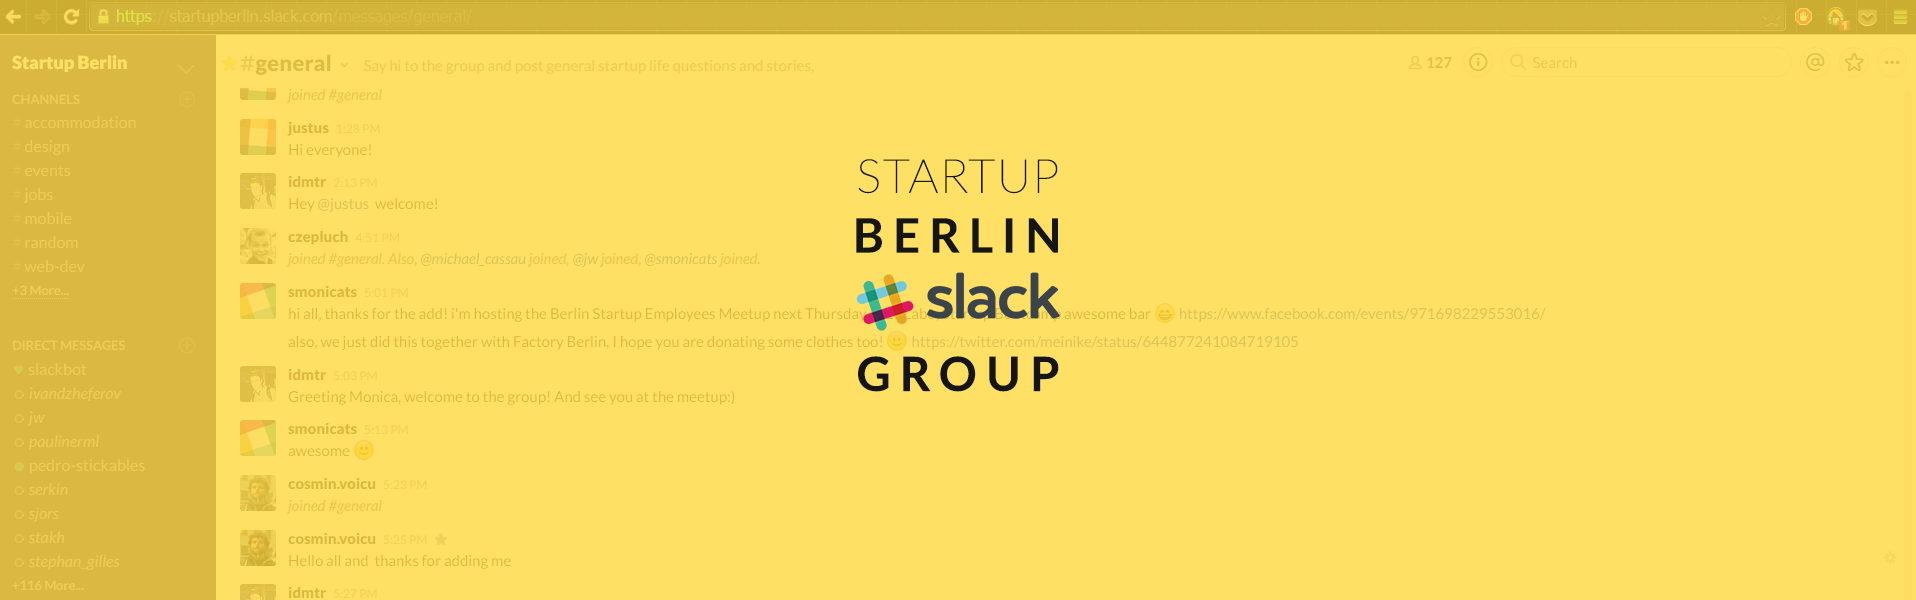 https://startupberlin.slack.com/messages/general/
Startup Berlin
CHANNELS
# accommodation
# design
# events
# jobs
# mobile
# random
# web-dev
+3 More...
DIRECT MESSAGES
slackbot
ivandzheferov
jw
paulinerml
pedro-stickables
serkin
sjors
stakh
stephan_gilles
+116 More...
#general
Say hi to the group and post general startup life questions and stories.
127
Search
joined #general
justus 1:28 PM
Hi everyone!
idmtr 2:13 PM
Hey @justus welcome!
czepluch 4:51 PM
joined #general. Also, @michael_cassau joined, @jw joined, @smonicats joined.
smonicats 5:01 PM
hi all, thanks for the add! i'm hosting the Berlin Startup Employees Meetup next Thursday awesome bar https://www.facebook.com/events/971698229553016/
also, we just did this together with Factory Berlin, I hope you are donating some clothes too! https://twitter.com/meinike/status/644877241084719105
idmtr 5:03 PM
Greeting Monica, welcome to the group! And see you at the meetup:)
smonicats 5:13 PM
awesome
cosmin.voicu 5:23 PM
joined #general
cosmin.voicu 5:25 PM
Hello all and thanks for adding me
idmtr 5:27 PM
STARTUP
BERLIN
slack
GROUP